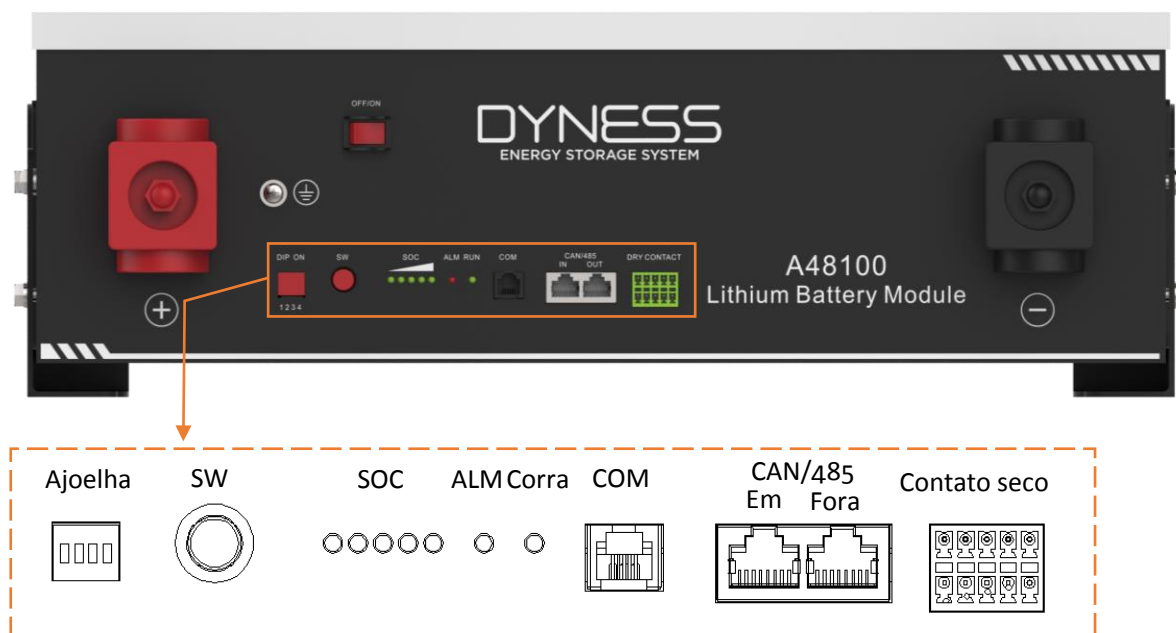 OFF/ON
DYNESS
ENERGY STORAGE SYSTEM
DIP ON
SW
SOC
ALM RUN
COM
CAN/485
IN OUT
DRY CONTACT
1234
A48100
Lithium Battery Module
Ajoelha
SW
SOC
ALM Corra
COM
CAN/485
Em Fora
Contato seco